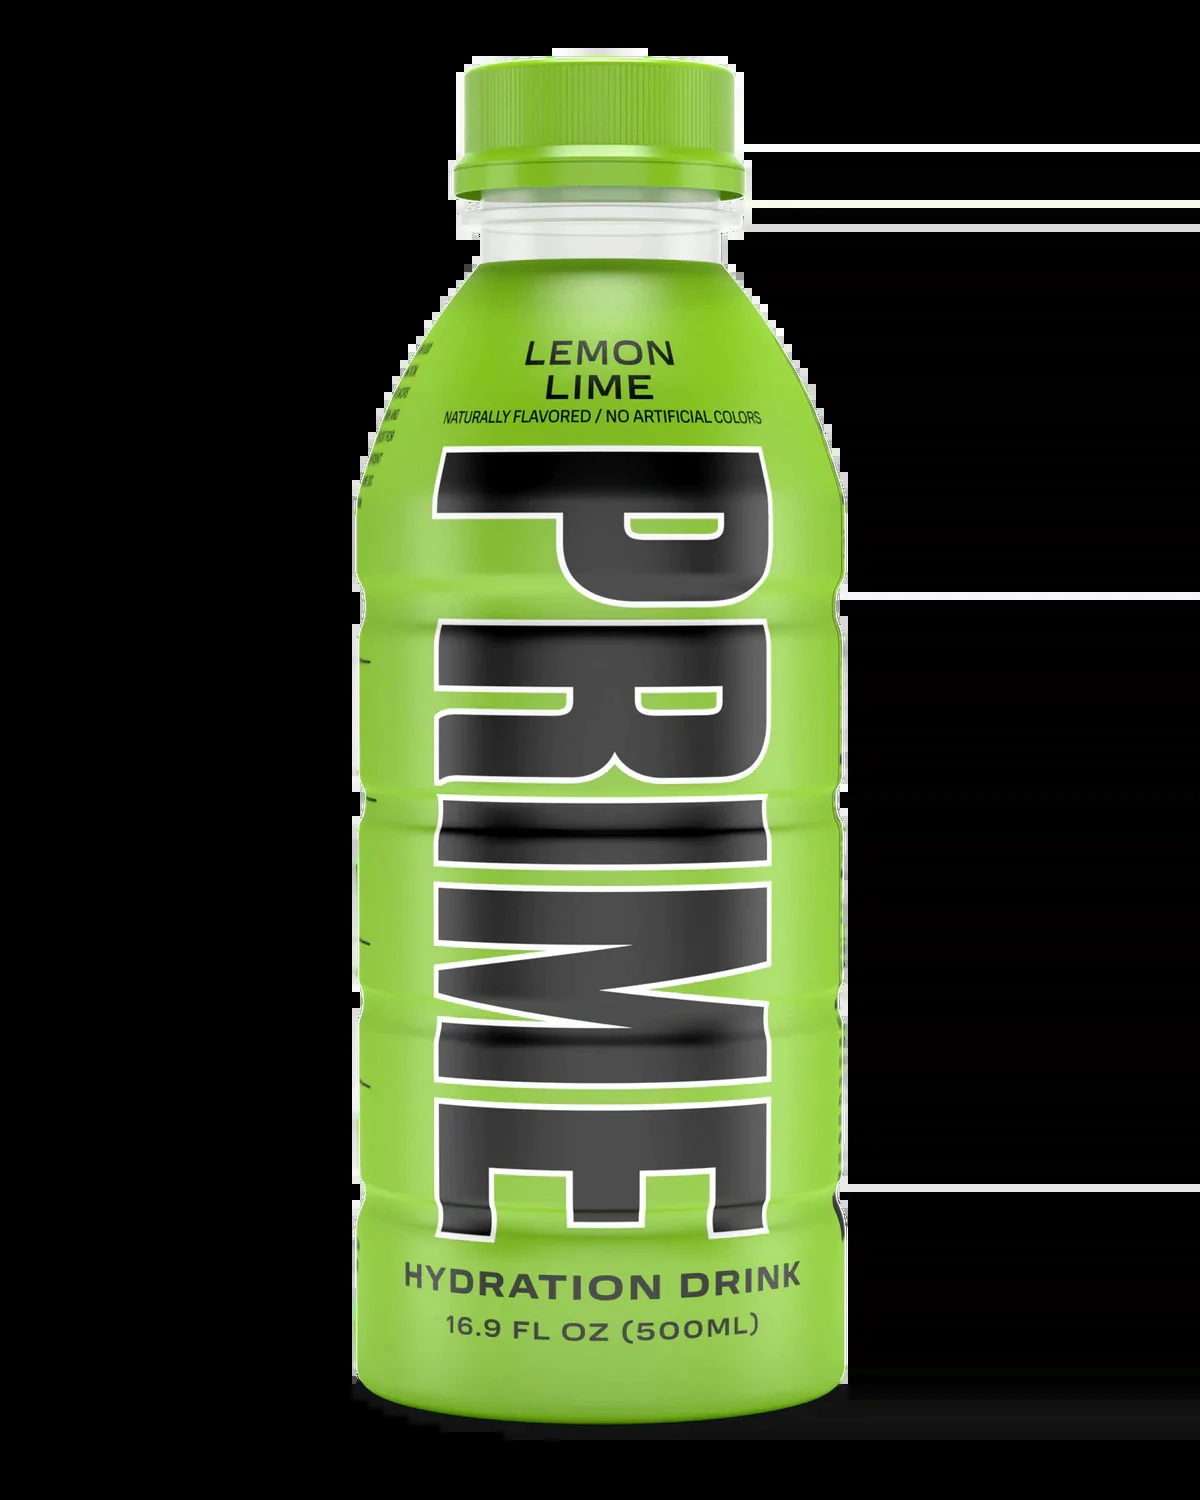 LEMON
LIME
NATURALLY FLAVORED / NO ARTIFICIAL COLORS
PRIME
HYDRATION DRINK
16.9 FL OZ (500ML)